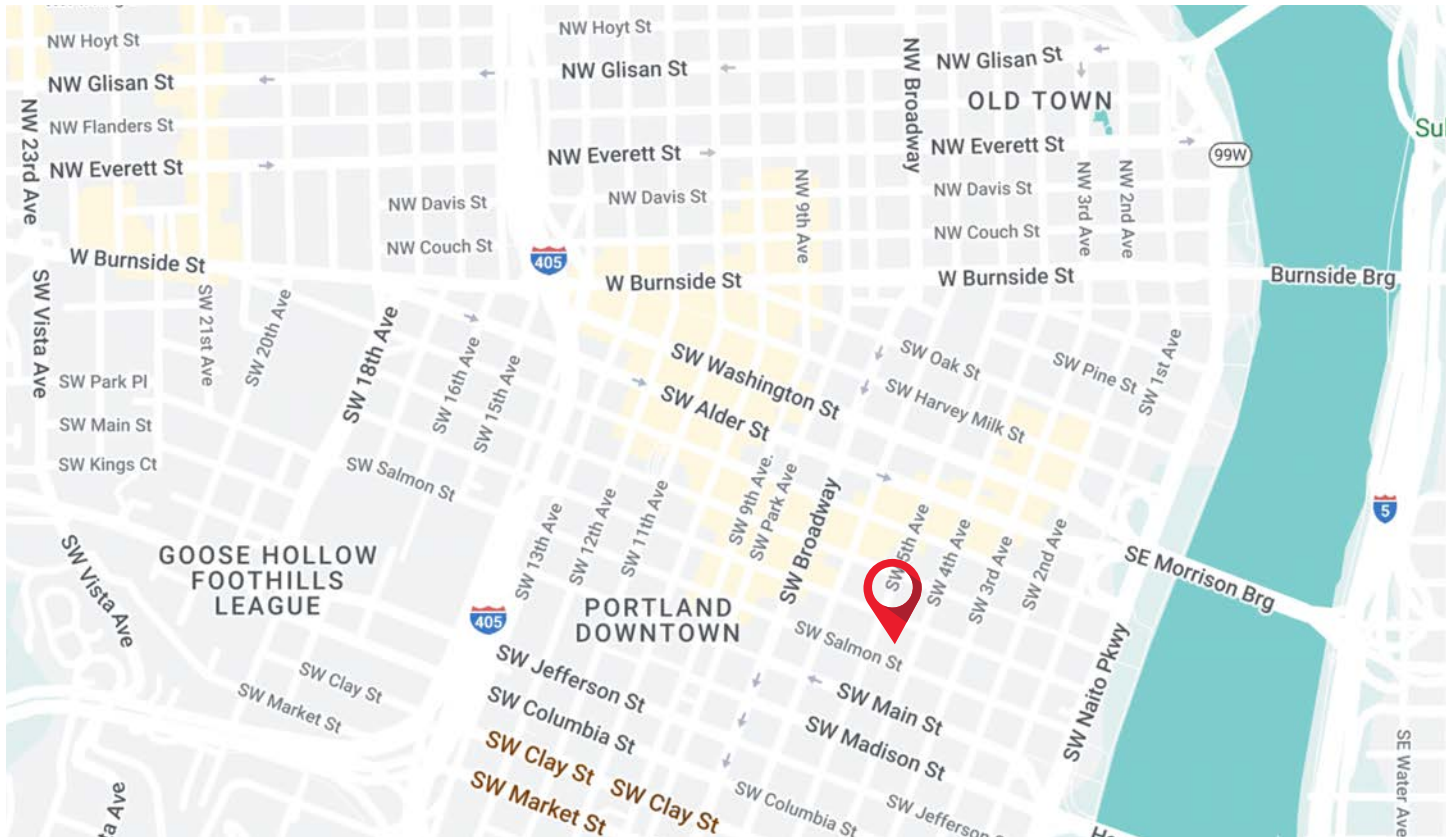 NW Hoyt St
NW Hoyt St
NW Glisan St
NW Glisan St
NW Glisan St
NW Broadway
OLD TOWN
NW Flanders St
NW 23rd Ave
NW Everett St
NW Everett St
NW Everett St
99W
NW Davis St
NW Davis St
NW Davis St
NW 9th Ave
NW 3rd Ave
NW 2nd Ave
NW Couch St
NW Couch St
405
W Burnside St
W Burnside St
W Burnside St
Burnside Brg
SW Vista Ave
SW 21st Ave
SW 20th Ave
SW 18th Ave
SW 16th Ave
SW 15th Ave
SW Washington St
SW Alder St
SW Oak St
SW Harvey Milk St
SW Pine St
SW 1st Ave
SW Park Pl
SW Main St
SW Kings Ct
SW Salmon St
SW 13th Ave
SW 12th Ave
SW 11th Ave
SW 9th Ave.
SW Park Ave
SW Broadway
SW 5th Ave
SW 4th Ave
SW 3rd Ave
SW 2nd Ave
5
SE Morrison Brg
GOOSE HOLLOW
FOOTHILLS
LEAGUE
SW Vista Ave
405
PORTLAND
DOWNTOWN
SW Salmon St
SW Main St
SW Madison St
SW Naito Pkwy
SW Jefferson St
SW Columbia St
SW Clay St
SW Market St
SW Clay St
SW Clay St
SW Market St
SW Columbia St
SW Jefferson
SE Water Ave